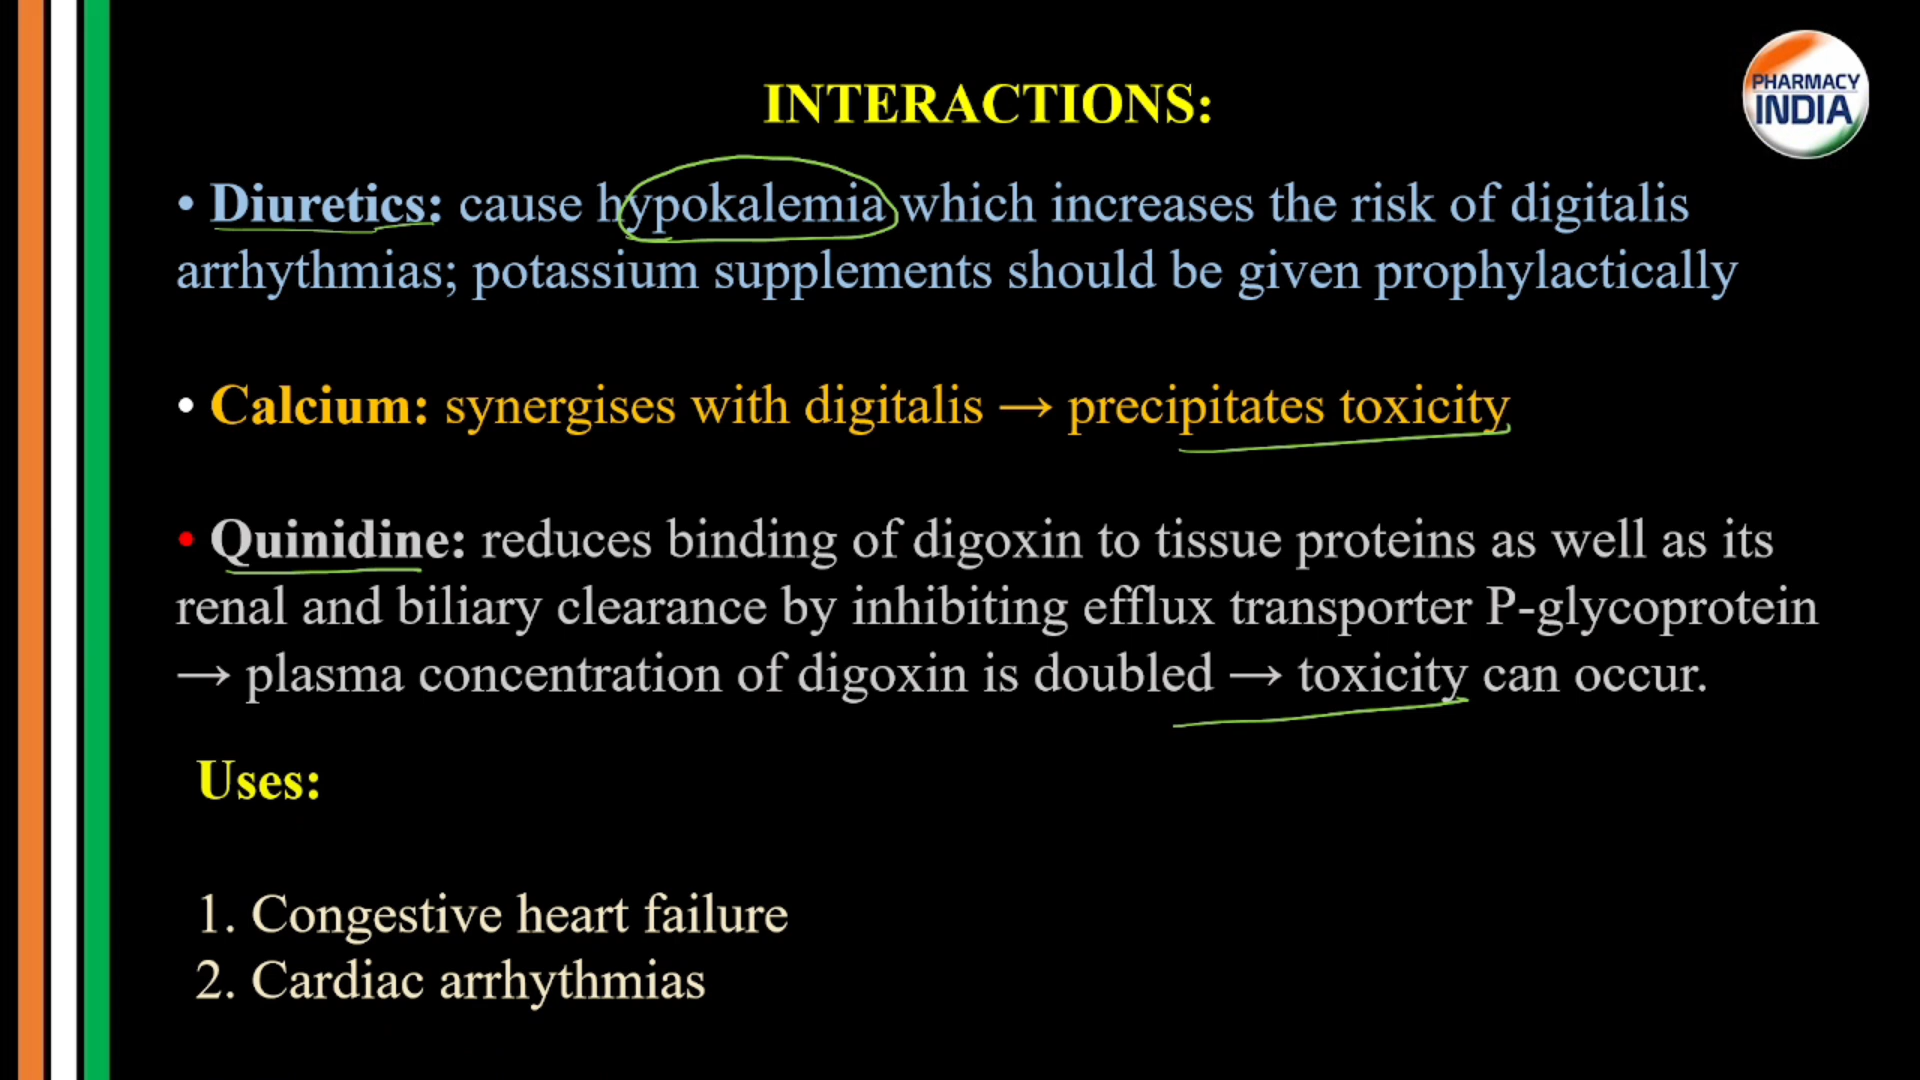 PHARMACY
INDIA
INTERACTIONS:
• Diuretics: cause hypokalemia which increases the risk of digitalis
arrhythmias; potassium supplements should be given prophylactically
• Calcium: synergises with digitalis → precipitates toxicity
• Quinidine: reduces binding of digoxin to tissue proteins as well as its
renal and biliary clearance by inhibiting efflux transporter P-glycoprotein
→ plasma concentration of digoxin is doubled → toxicity can occur.
Uses:
1. Congestive heart failure
2. Cardiac arrhythmias